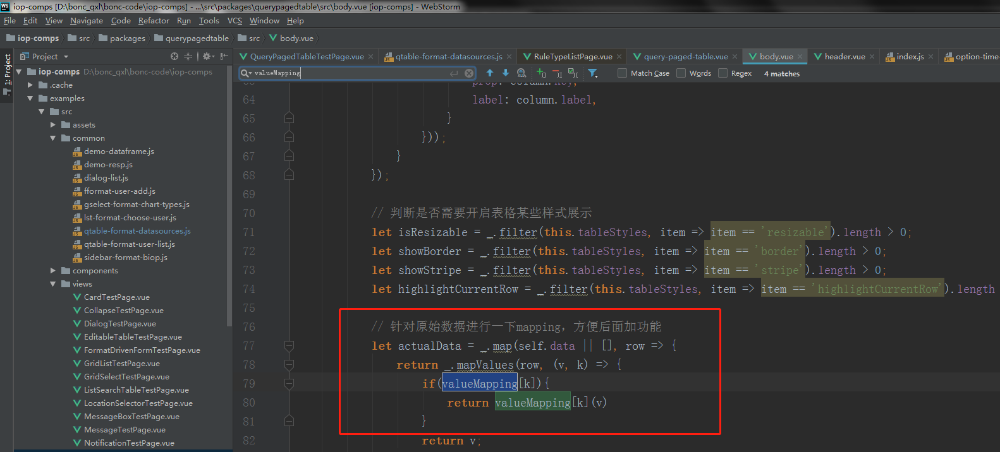 iop-comps [D:\bonc_qxl\bonc-code\iop-comps] - ...\src\packages\querypagedtable\src\body.vue [iop-comps] - WebStorm
File Edit View Navigate Code Refactor Run Tools VCS Window Help
iop-comps src packages querypagedtable src body.vue
1: Project
Project
iop-comps D:\bonc_qxl\bonc-code\iop-comps
.cache
examples
src
assets
common
demo-dataframe.js
demo-resp.js
dialog-list.js
fformat-user-add.js
gselect-format-chart-types.js
lst-format-choose-user.js
qtable-format-datasources.js
qtable-format-user-list.js
sidebar-format-biop.js
components
views
CardTestPage.vue
CollapseTestPage.vue
DialogTestPage.vue
EditableTableTestPage.vue
FormatDrivenFormTestPage.vue
GridListTestPage.vue
GridSelectTestPage.vue
ListSearchTableTestPage.vue
LocationSelectorTestPage.vue
MessageBoxTestPage.vue
MessageTestPage.vue
NotificationTestPage.vue
QueryPagedTableTestPage.vue qtable-format-datasources.js RuleTypeListPage.vue query-paged-table.vue body.vue header.vue index.js option-time-
valueMapping Match Case Words Regex 4 matches
63 prop: column.key,
64 label: column.label,
65 }
66 }));
67 }
68 });
69
70 // 判断是否需要开启表格某些样式展示
71 let isResizable = _.filter(this.tableStyles, item => item == 'resizable').length > 0;
72 let showBorder = _.filter(this.tableStyles, item => item == 'border').length > 0;
73 let showStripe = _.filter(this.tableStyles, item => item == 'stripe').length > 0;
74 let highlightCurrentRow = _.filter(this.tableStyles, item => item == 'highlightCurrentRow').length
75
76 // 针对原始数据进行一下mapping，方便后面加功能
77 let actualData = _.map(self.data || [], row => {
78 return _.mapValues(row, (v, k) => {
79 if(valueMapping[k]){
80 return valueMapping[k](v)
81 }
82 return v;